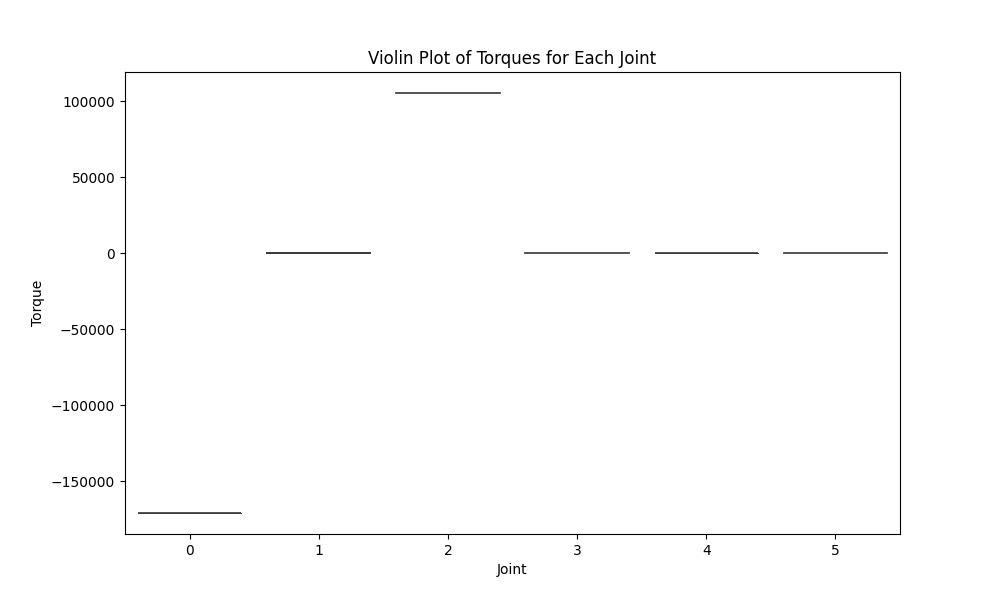 Violin Plot of Torques for Each Joint
100000
50000
0
−50000
−100000
−150000
Torque
0 1 2 3 4 5
Joint